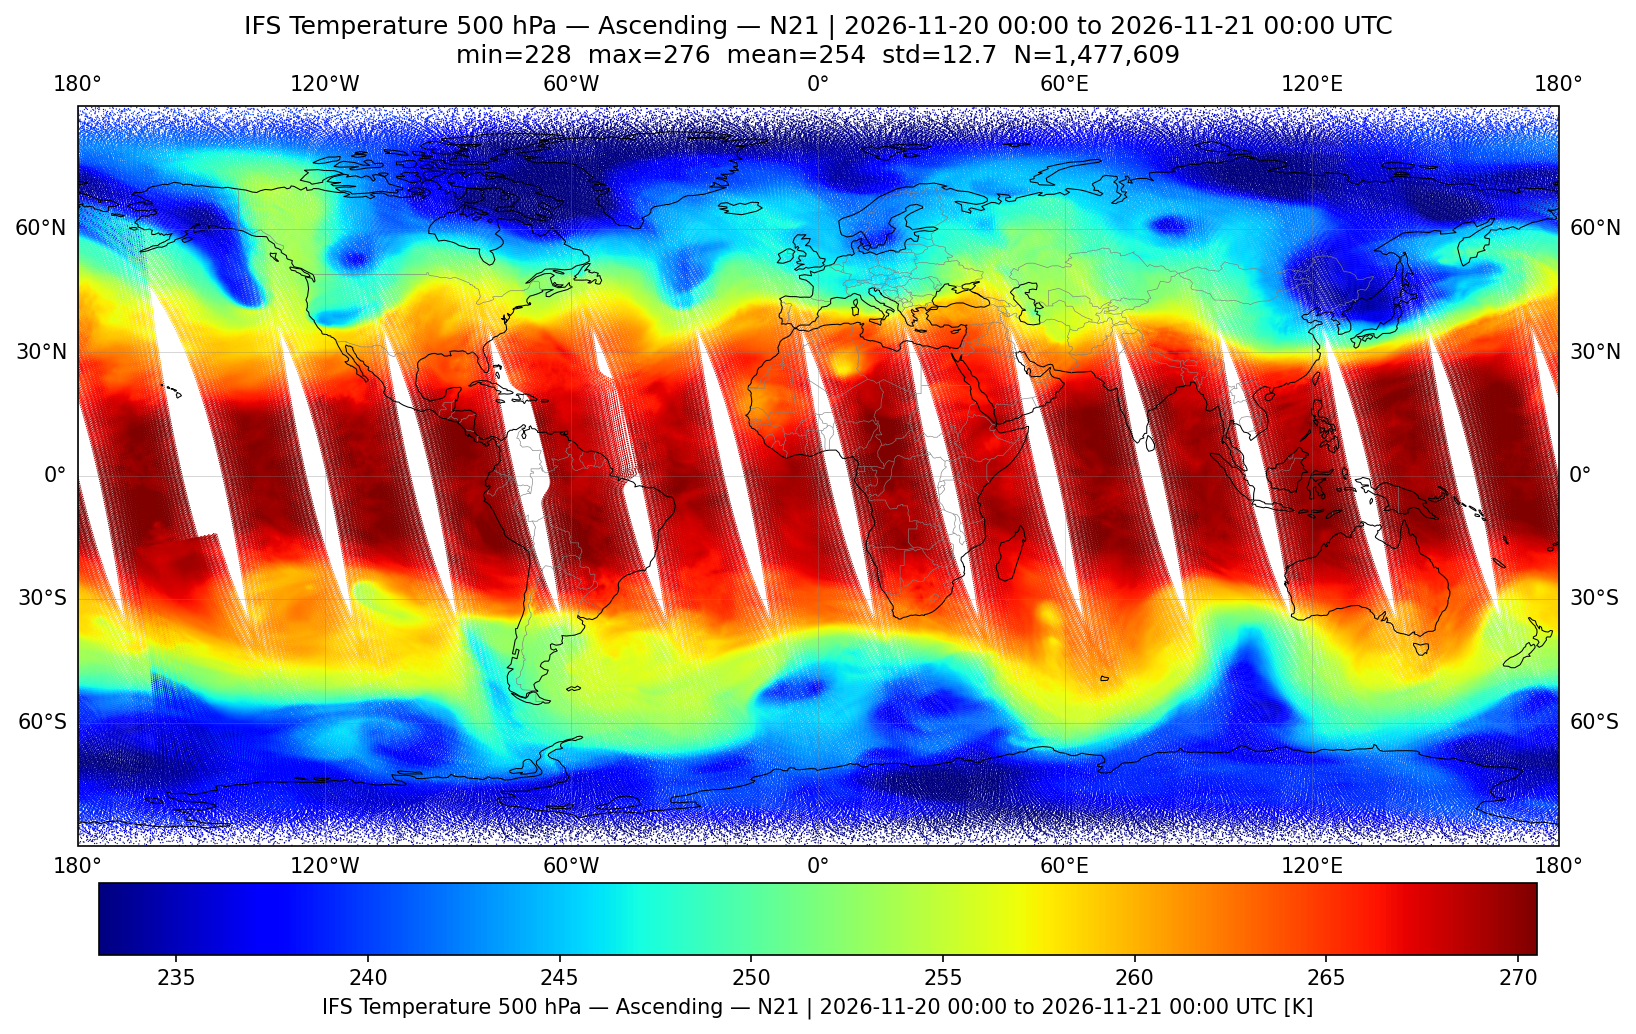 IFS Temperature 500 hPa — Ascending — N21 | 2026-11-20 00:00 to 2026-11-21 00:00 UTC
min=228  max=276  mean=254  std=12.7  N=1,477,609
180° 120°W 60°W 0° 60°E 120°E 180°
60°N 60°N
30°N 30°N
0° 0°
30°S 30°S
60°S 60°S
180° 120°W 60°W 0° 60°E 120°E 180°
235 240 245 250 255 260 265 270
IFS Temperature 500 hPa — Ascending — N21 | 2026-11-20 00:00 to 2026-11-21 00:00 UTC [K]